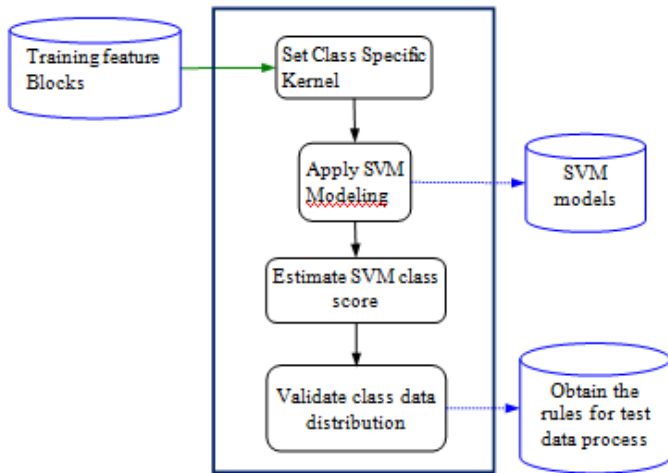 Training feature
Blocks
Set Class Specific
Kernel
Apply SVM
Modeling
SVM
models
Estimate SVM class
score
Validate class data
distribution
Obtain the
rules for test
data process